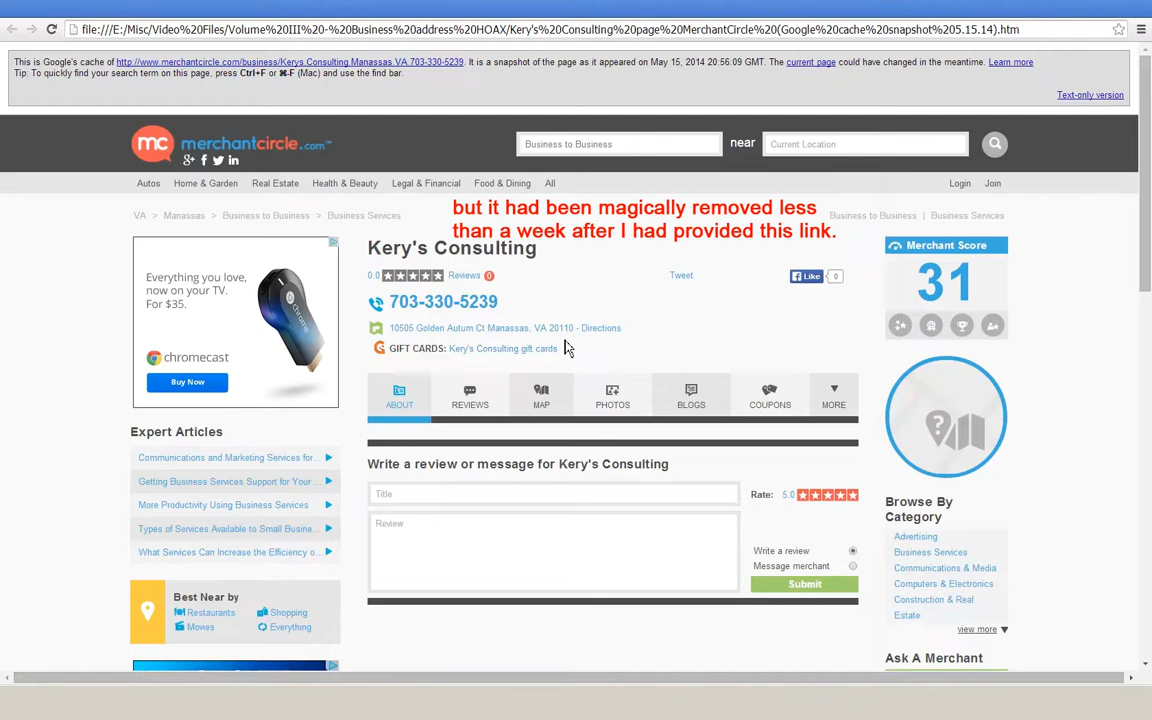 file:///E:/Misc/Video%20Files/Volume%20III%20-%20Business%20address%20HOAX/Kery's%20Consulting%20page%20MerchantCircle%20(Google%20cache%20snapshot%205.15.14).htm
This is Google's cache of http://www.merchantcircle.com/business/Kerys.Consulting.Manassas.VA.703-330-5239. It is a snapshot of the page as it appeared on May 15, 2014 20:56:09 GMT. The current page could have changed in the meantime. Learn more
Tip: To quickly find your search term on this page, press Ctrl+F or ⌘-F (Mac) and use the find bar.
Text-only version
mc merchantcircle.com™
Business to Business near Current Location
Autos Home & Garden Real Estate Health & Beauty Legal & Financial Food & Dining All Login Join
VA > Manassas > Business to Business > Business Services
Business to Business | Business Services
but it had been magically removed less
than a week after I had provided this link.
Everything you love,
now on your TV.
For $35.
chromecast
Buy Now
Kery's Consulting
0.0 Reviews 0 Tweet Like 0
703-330-5239
10505 Golden Autum Ct Manassas, VA 20110 - Directions
GIFT CARDS: Kery's Consulting gift cards
Merchant Score
31
ABOUT REVIEWS MAP PHOTOS BLOGS COUPONS MORE
Expert Articles
Communications and Marketing Services for...
Getting Business Services Support for Your ...
More Productivity Using Business Services
Types of Services Available to Small Busine...
What Services Can Increase the Efficiency o...
Best Near by
Restaurants Shopping
Movies Everything
Write a review or message for Kery's Consulting
Title
Rate: 5.0
Review
Write a review
Message merchant
Submit
Browse By
Category
Advertising
Business Services
Communications & Media
Computers & Electronics
Construction & Real
Estate
view more
Ask A Merchant